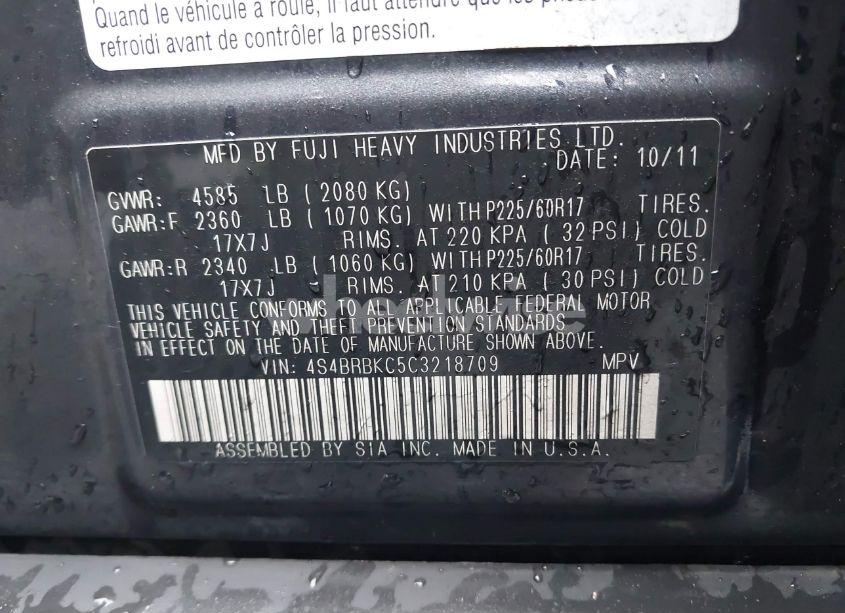 Quand le véhicule a roulé, il faut attendre que les pneus
refroidi avant de contrôler la pression.
MFD BY FUJI HEAVY INDUSTRIES LTD.
DATE: 10/11
GVWR: 4585 LB ( 2080 KG)
GAWR:F 2360 LB ( 1070 KG) WITH P225/60R17 TIRES.
17X7J RIMS. AT 220 KPA ( 32 PSI) COLD
GAWR:R 2340 LB ( 1060 KG) WITH P225/60R17 TIRES.
17X7J RIMS. AT 210 KPA ( 30 PSI) COLD
THIS VEHICLE CONFORMS TO ALL APPLICABLE FEDERAL MOTOR
VEHICLE SAFETY AND THEFT PREVENTION STANDARDS
IN EFFECT ON THE DATE OF MANUFACTURE SHOWN ABOVE.
VIN: 4S4BRBKC5C3218709 MPV
ASSEMBLED BY SIA INC. MADE IN U.S.A.